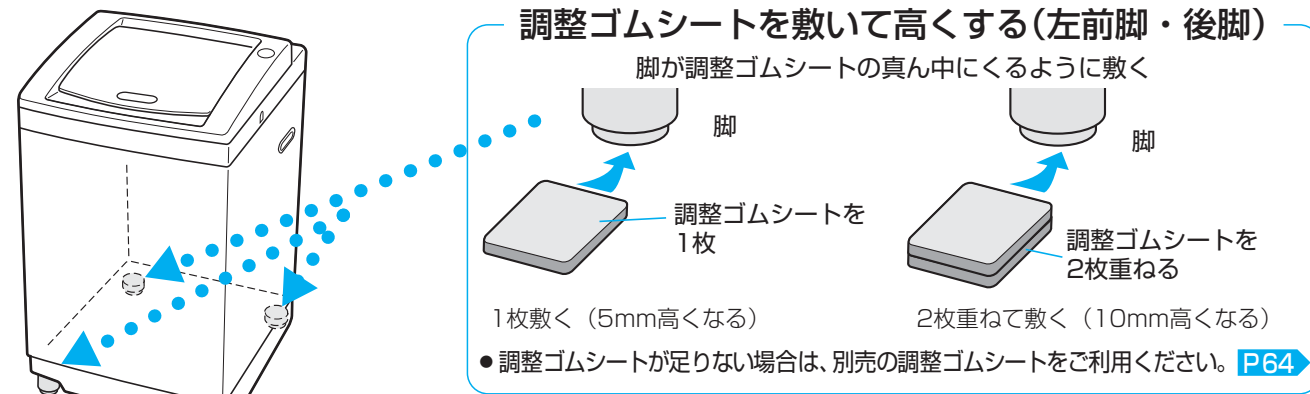 調整ゴムシートを敷いて高くする(左前脚・後脚)
脚が調整ゴムシートの真ん中にくるように敷く
脚
調整ゴムシートを
1枚
1枚敷く(5mm高くなる)
脚
調整ゴムシートを
2枚重ねる
2枚重ねて敷く(10mm高くなる)
●調整ゴムシートが足りない場合は、別売の調整ゴムシートをご利用ください。 P64